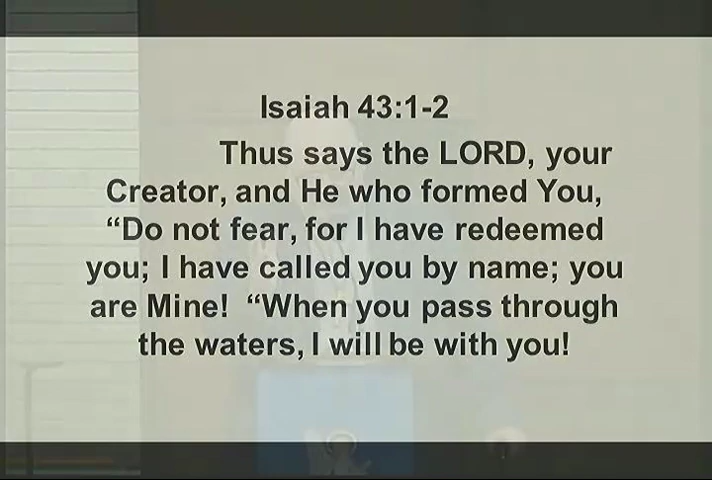 Isaiah 43:1-2
Thus says the LORD, your
Creator, and He who formed You,
“Do not fear, for I have redeemed
you; I have called you by name; you
are Mine!  “When you pass through
the waters, I will be with you!